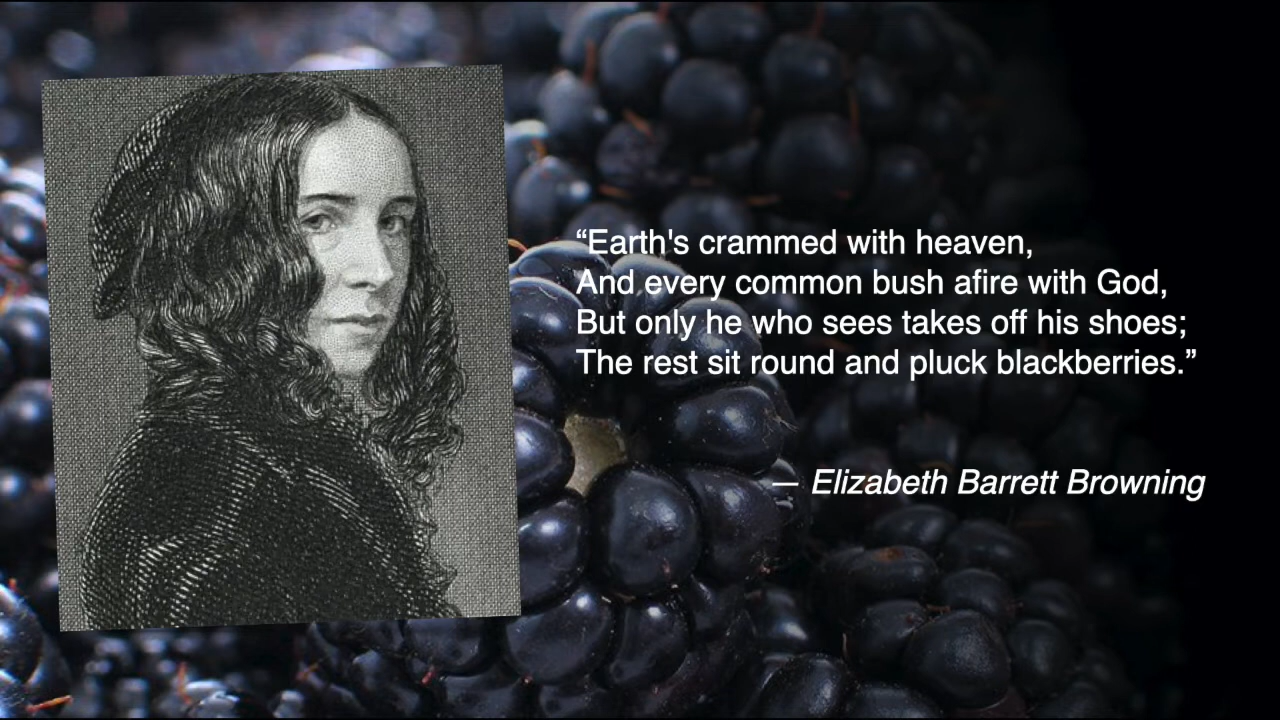 “Earth's crammed with heaven,
And every common bush afire with God,
But only he who sees takes off his shoes;
The rest sit round and pluck blackberries.”
— Elizabeth Barrett Browning